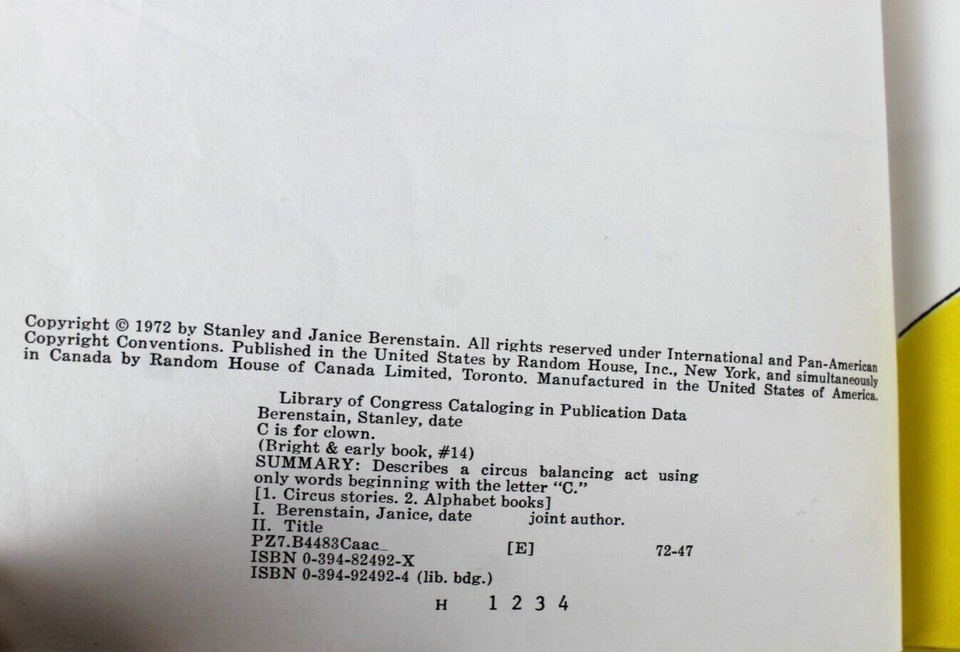 Copyright © 1972 by Stanley and Janice Berenstain. All rights reserved under International and Pan-American
Copyright Conventions. Published in the United States by Random House, Inc., New York, and simultaneously
in Canada by Random House of Canada Limited, Toronto. Manufactured in the United States of America.
Library of Congress Cataloging in Publication Data
Berenstain, Stanley, date
C is for clown.
(Bright & early book, #14)
SUMMARY: Describes a circus balancing act using
only words beginning with the letter "C."
[1. Circus stories. 2. Alphabet books]
I. Berenstain, Janice, date joint author.
II. Title
PZ7.B4483Caac [E] 72-47
ISBN 0-394-82492-X
ISBN 0-394-92492-4 (lib. bdg.)
H 1 2 3 4